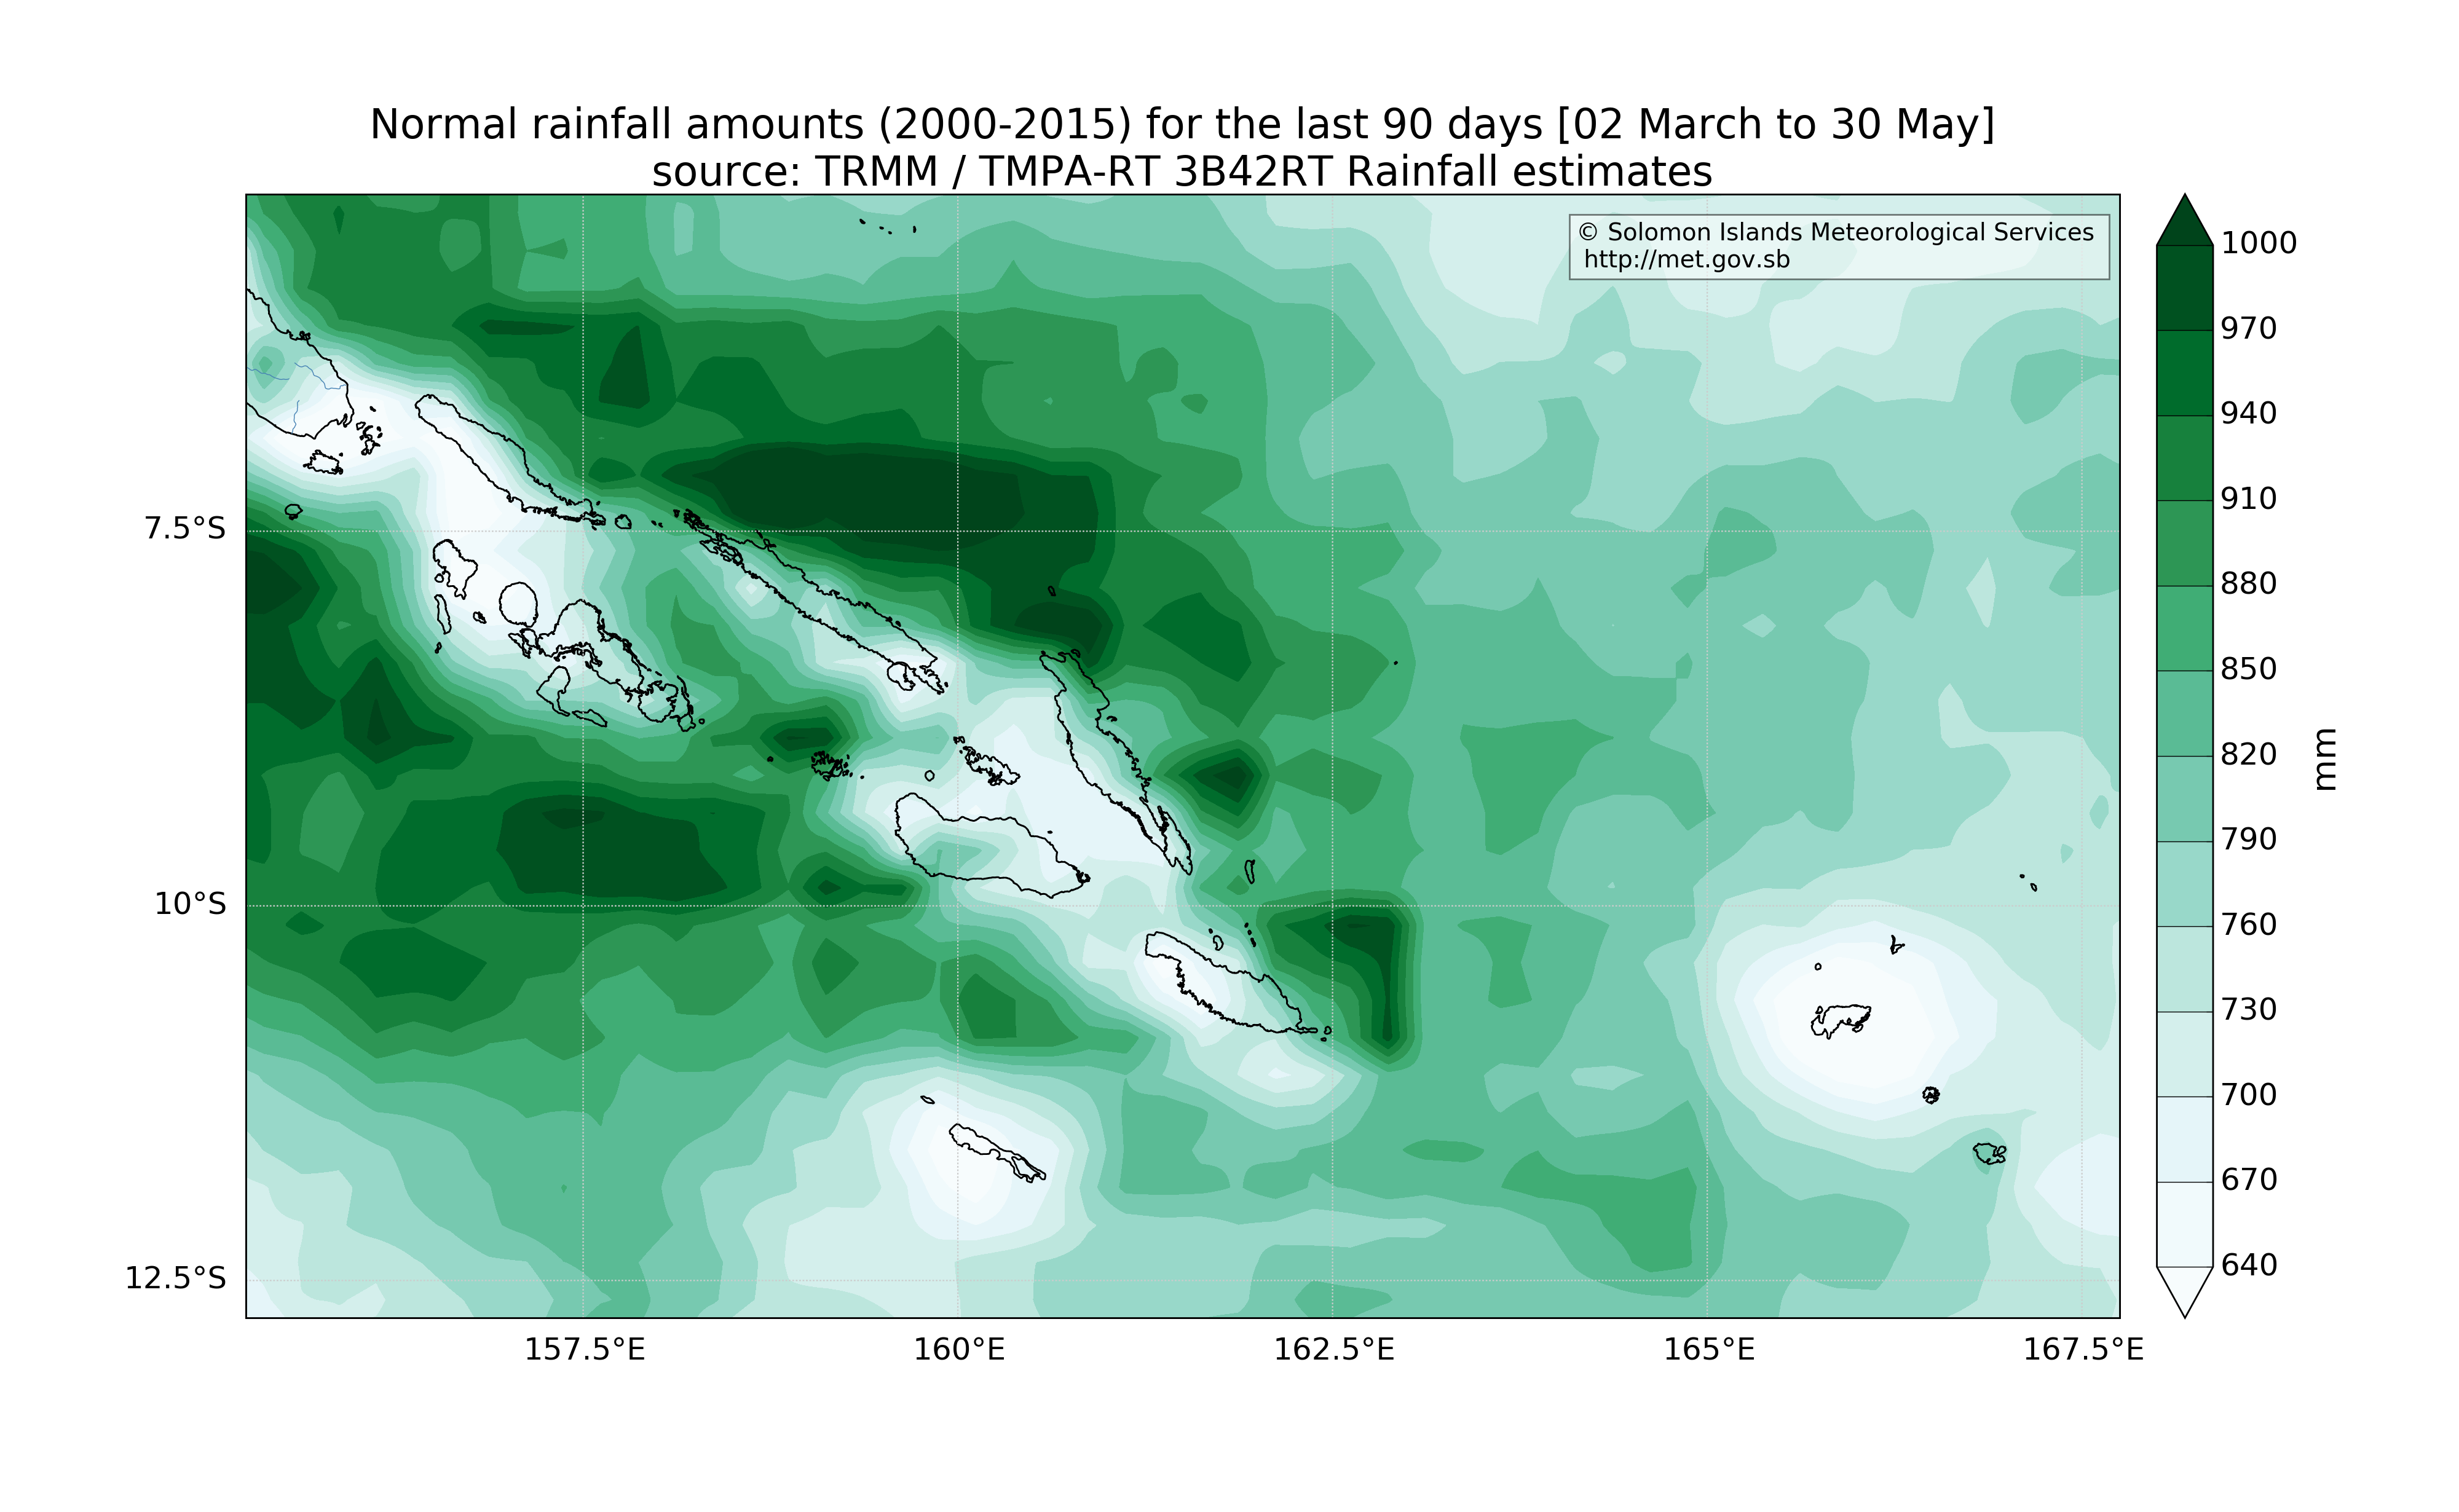 Normal rainfall amounts (2000-2015) for the last 90 days [02 March to 30 May]
source: TRMM / TMPA-RT 3B42RT Rainfall estimates
© Solomon Islands Meteorological Services
http://met.gov.sb
1000
970
940
910
880
850
820
790
760
730
700
670
640
mm
7.5°S
10°S
12.5°S
157.5°E
160°E
162.5°E
165°E
167.5°E